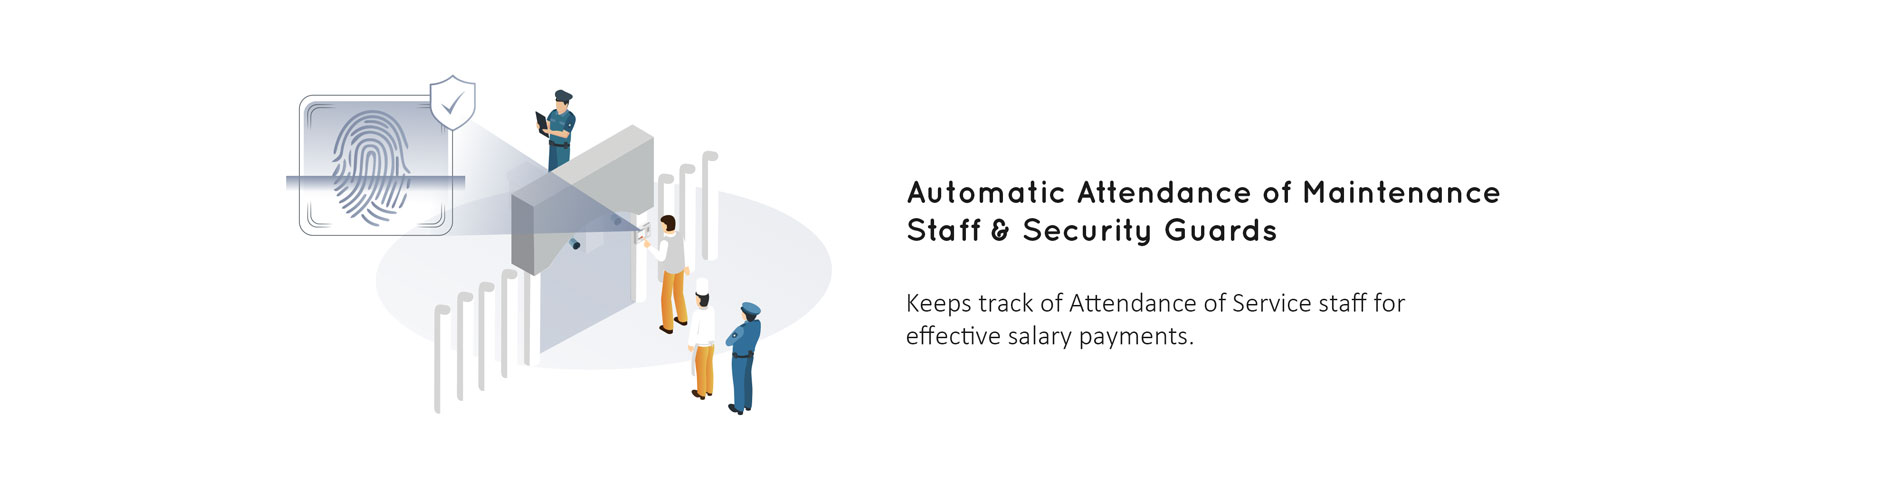 Automatic Attendance of Maintenance
Staff & Security Guards
Keeps track of Attendance of Service staff for
effective salary payments.